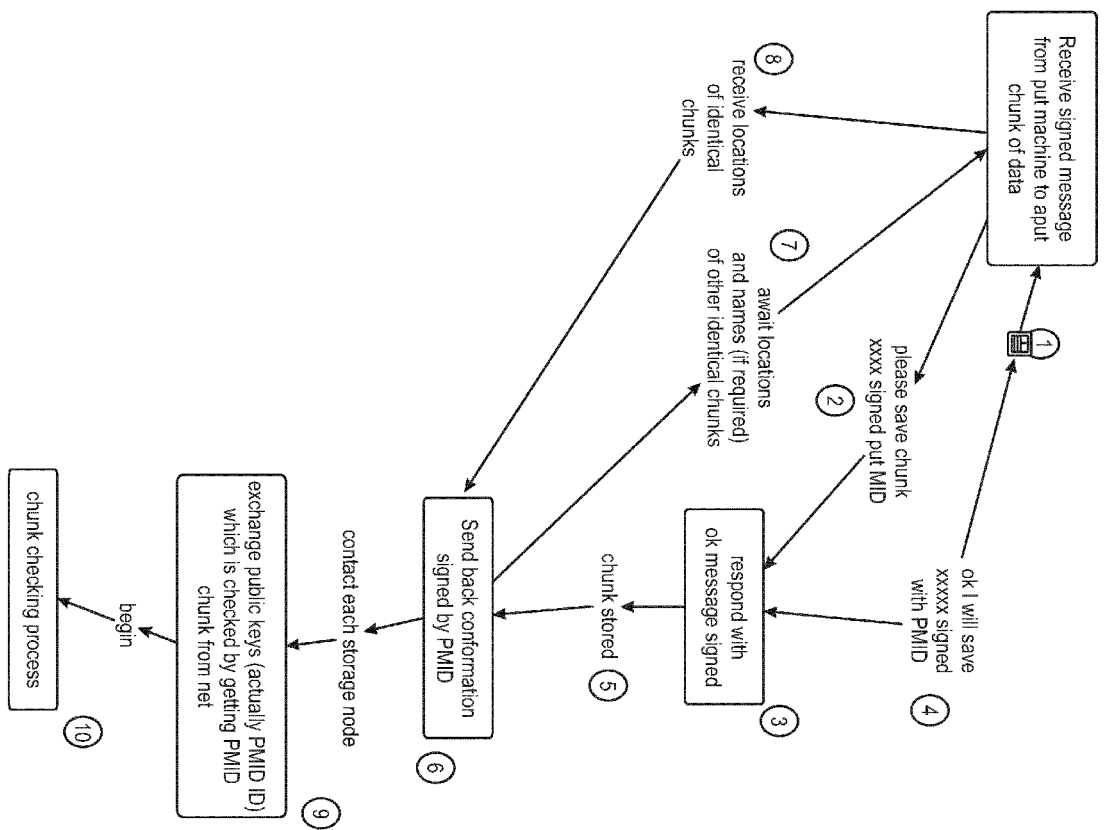 Receive signed message
from put machine to aput
chunk of data
1
please save chunk
xxxx signed put MID
2
ok I will save
xxxxx signed
with PMID
4
8
receive locations
of identical
chunks
7
await locations
and names (if required)
of other identical chunks
respond with
ok message signed
3
chunk stored
5
Send back conformation
signed by PMID
6
contact each storage node
exchange public keys (actually PMID ID)
which is checked by getting PMID
chunk from net
9
begin
chunk checking process
10